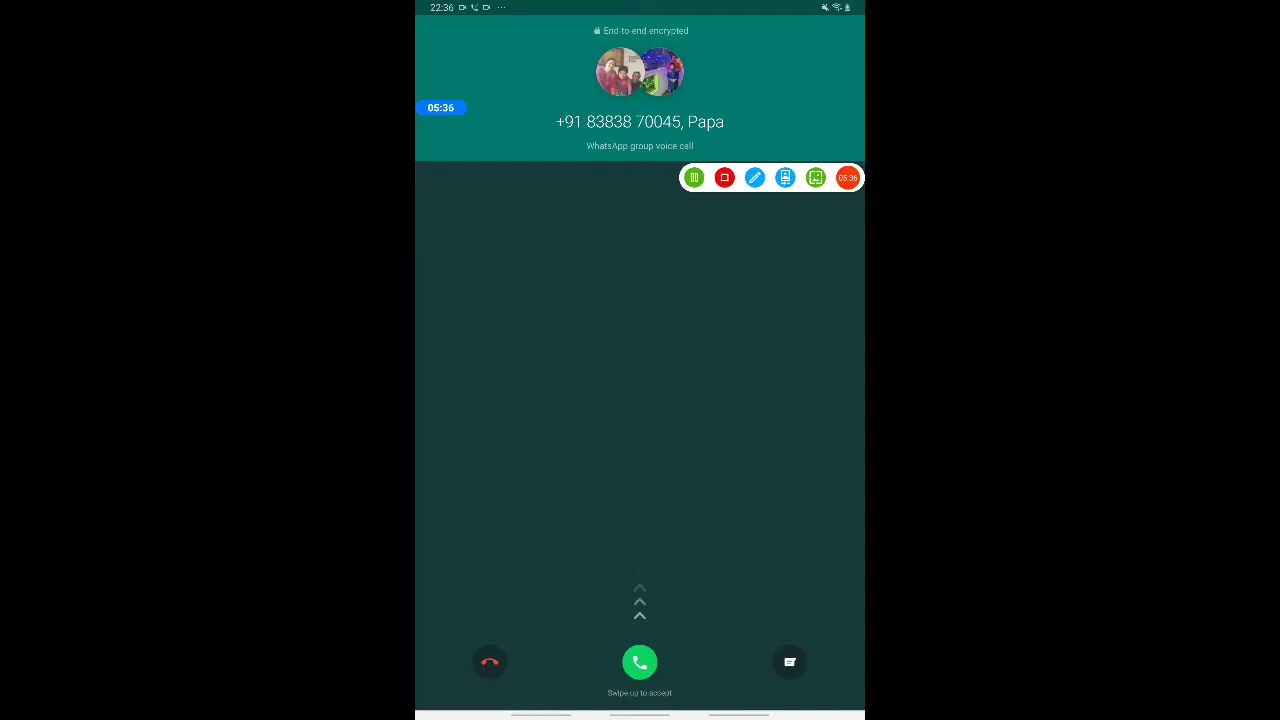 22:36
End-to-end encrypted
05:36
+91 83838 70045, Papa
WhatsApp group voice call
05:36
Swipe up to accept